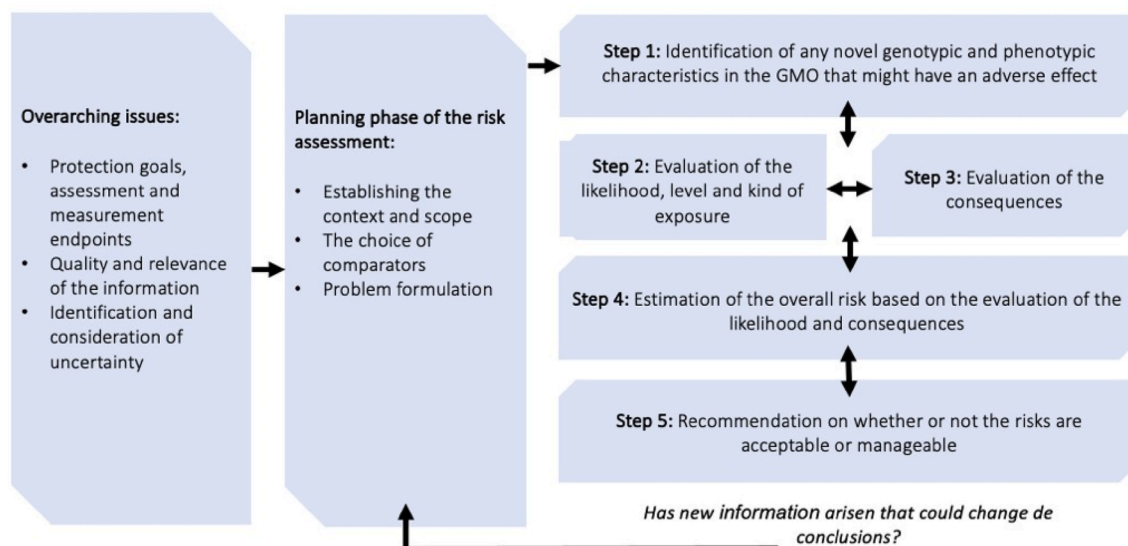 Overarching issues:
• Protection goals,
assessment and
measurement
endpoints
• Quality and relevance
of the information
• Identification and
consideration of
uncertainty
Planning phase of the risk
assessment:
• Establishing the
context and scope
• The choice of
comparators
• Problem formulation
Step 1: Identification of any novel genotypic and phenotypic
characteristics in the GMO that might have an adverse effect
Step 2: Evaluation of the
likelihood, level and kind of
exposure
Step 3: Evaluation of the
consequences
Step 4: Estimation of the overall risk based on the evaluation of the
likelihood and consequences
Step 5: Recommendation on whether or not the risks are
acceptable or manageable
Has new information arisen that could change de
conclusions?